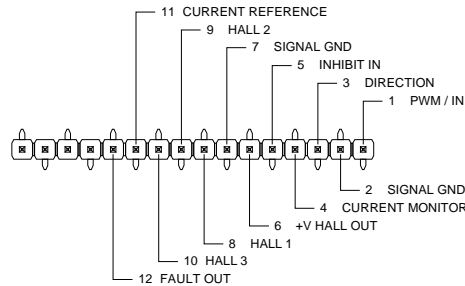 11 CURRENT REFERENCE
9 HALL 2
7 SIGNAL GND
5 INHIBIT IN
3 DIRECTION
1 PWM / IN
2 SIGNAL GND
4 CURRENT MONITOR
6 +V HALL OUT
8 HALL 1
10 HALL 3
12 FAULT OUT